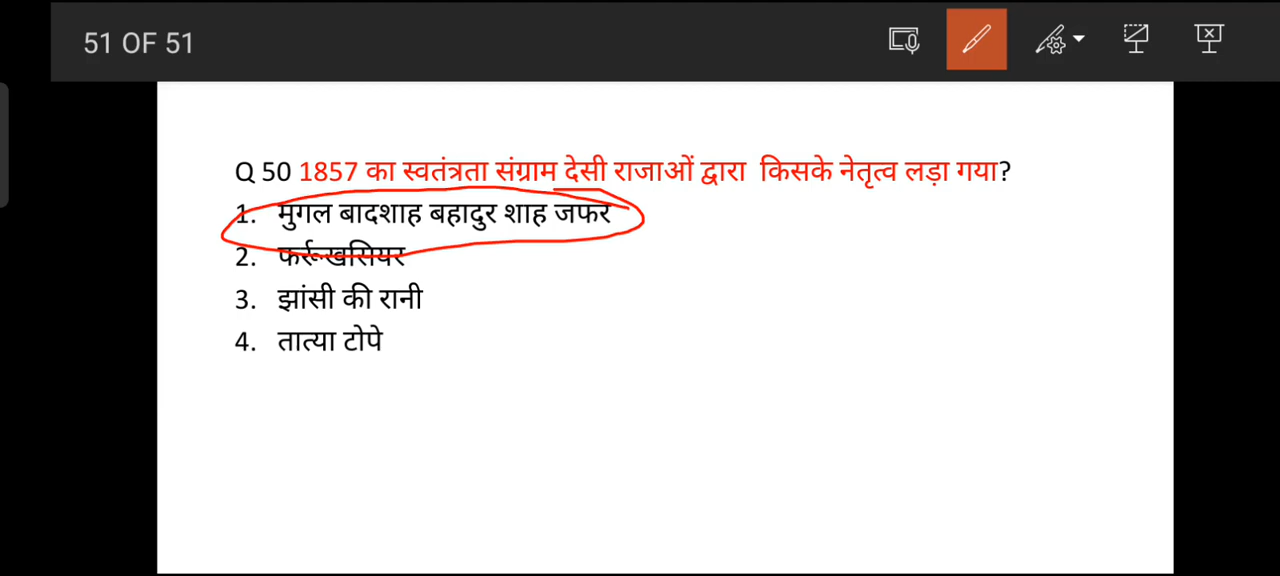 51 OF 51
Q 50 1857 का स्वतंत्रता संग्राम देसी राजाओं द्वारा किसके नेतृत्व लड़ा गया?
1. मुगल बादशाह बहादुर शाह जफर
2. फर्रूखसियर
3. झांसी की रानी
4. तात्या टोपे